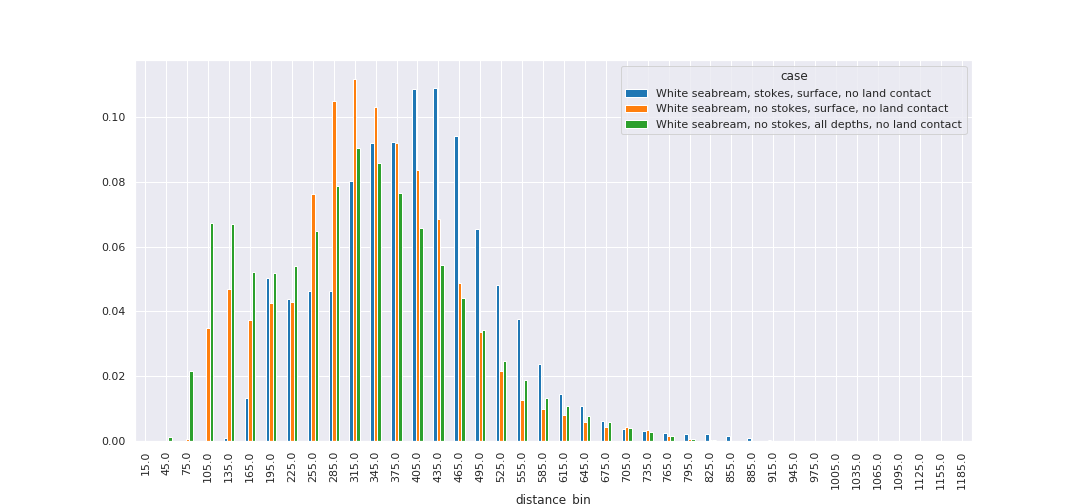 case
White seabream, stokes, surface, no land contact
White seabream, no stokes, surface, no land contact
White seabream, no stokes, all depths, no land contact
0.10
0.08
0.06
0.04
0.02
0.00
15.0 45.0 75.0 105.0 135.0 165.0 195.0 225.0 255.0 285.0 315.0 345.0 375.0 405.0 435.0 465.0 495.0 525.0 555.0 585.0 615.0 645.0 675.0 705.0 735.0 765.0 795.0 825.0 855.0 885.0 915.0 945.0 975.0 1005.0 1035.0 1065.0 1095.0 1125.0 1155.0 1185.0
distance_bin